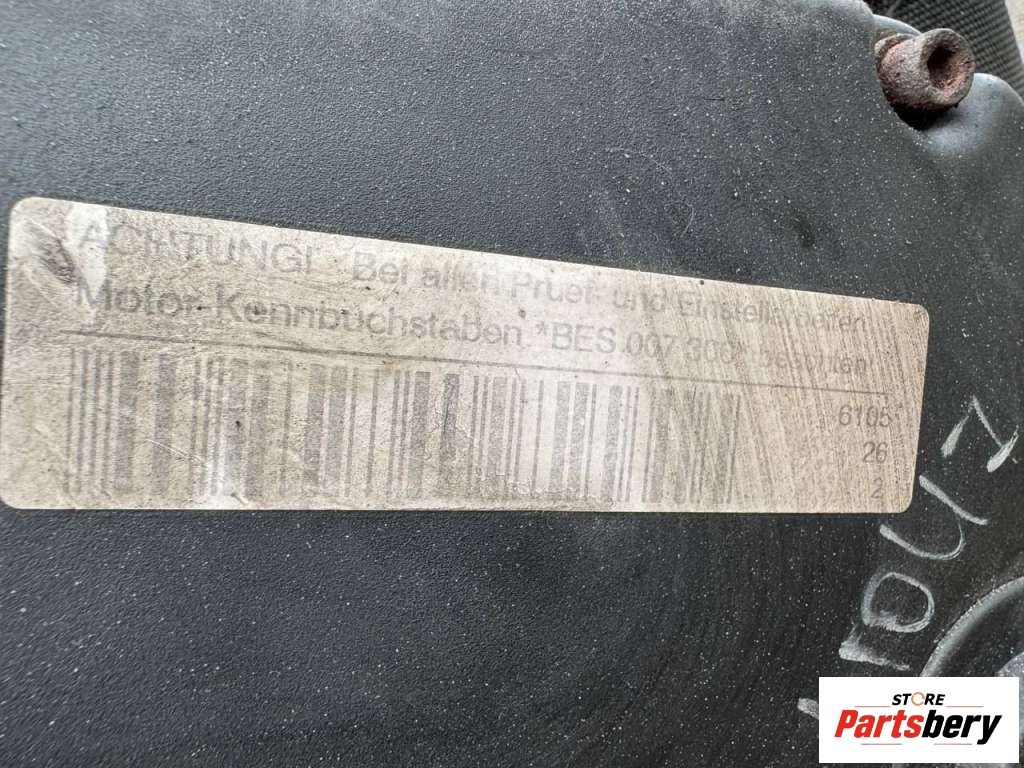 ACHTUNG! Bei allen Pruef- und Einstellarbeiten
Motor-Kennbuchstaben *BES 007 300* beachten
6105
26
2
STORE
Partsbery